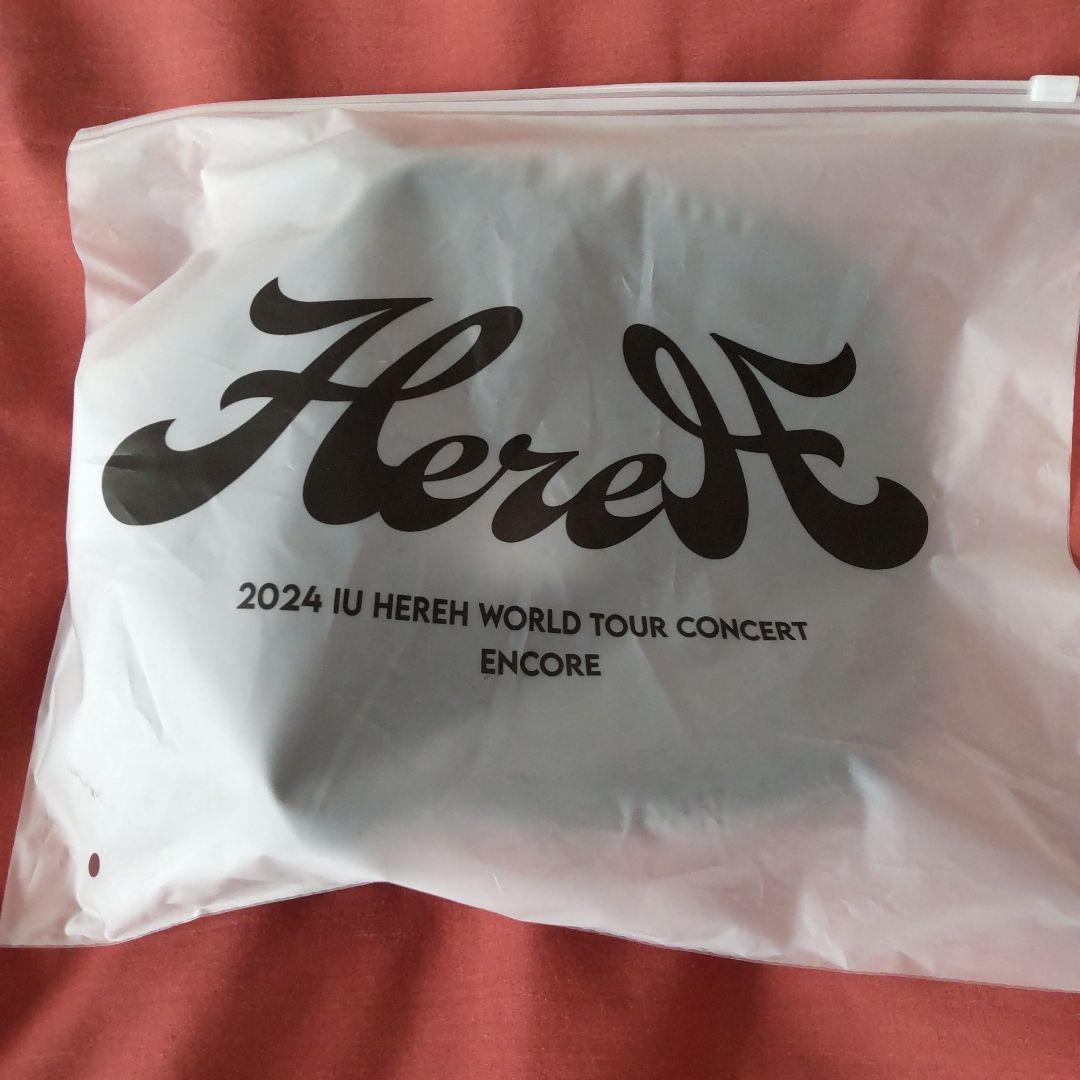 HereH
2024 IU HEREH WORLD TOUR CONCERT
ENCORE